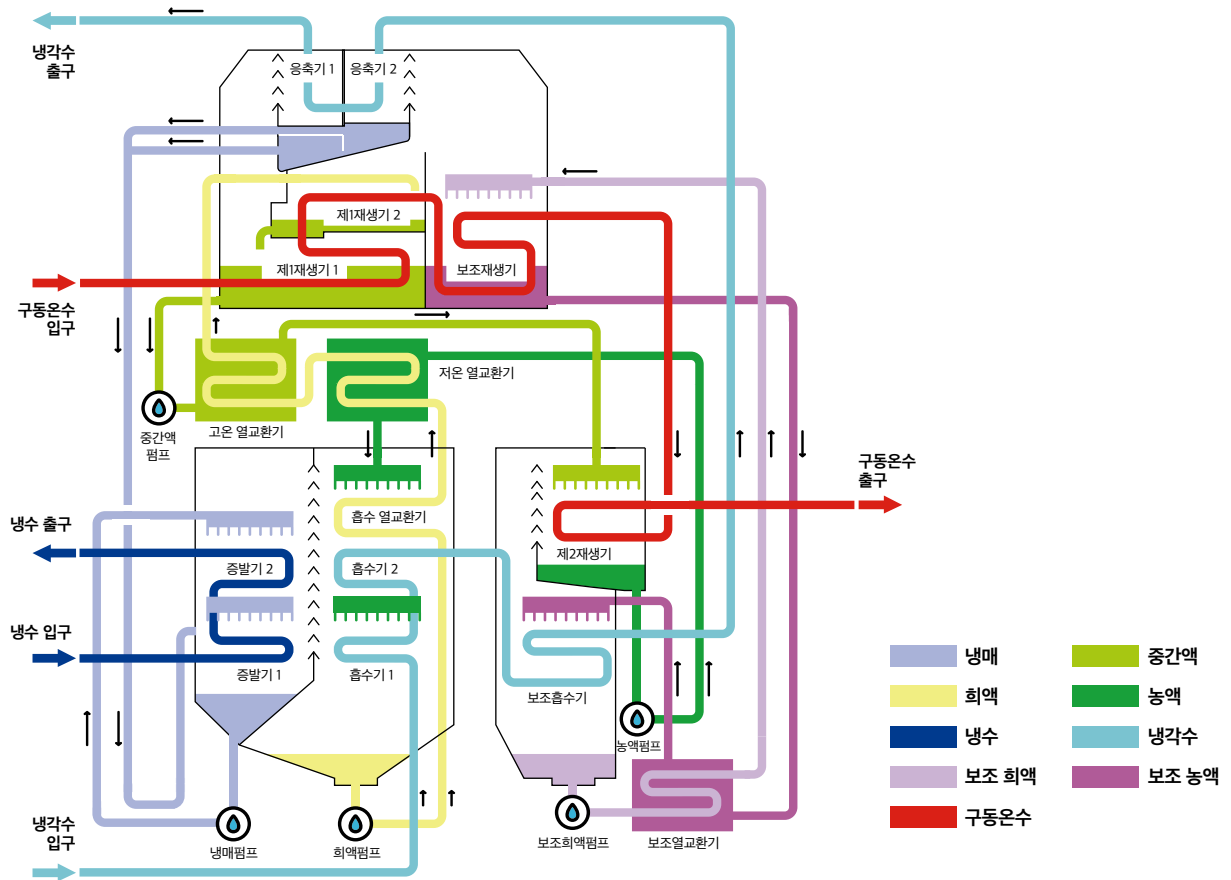 냉각수
출구
응축기 1
응축기 2
제1재생기 2
제1재생기 1
보조재생기
구동온수
입구
저온 열교환기
고온 열교환기
중간액
펌프
구동온수
출구
흡수 열교환기
냉수 출구
증발기 2
흡수기 2
제2재생기
냉수 입구
증발기 1
흡수기 1
보조흡수기
농액펌프
냉각수
입구
냉매펌프
희액펌프
보조희액펌프
보조열교환기
냉매
중간액
희액
농액
냉수
냉각수
보조 희액
보조 농액
구동온수